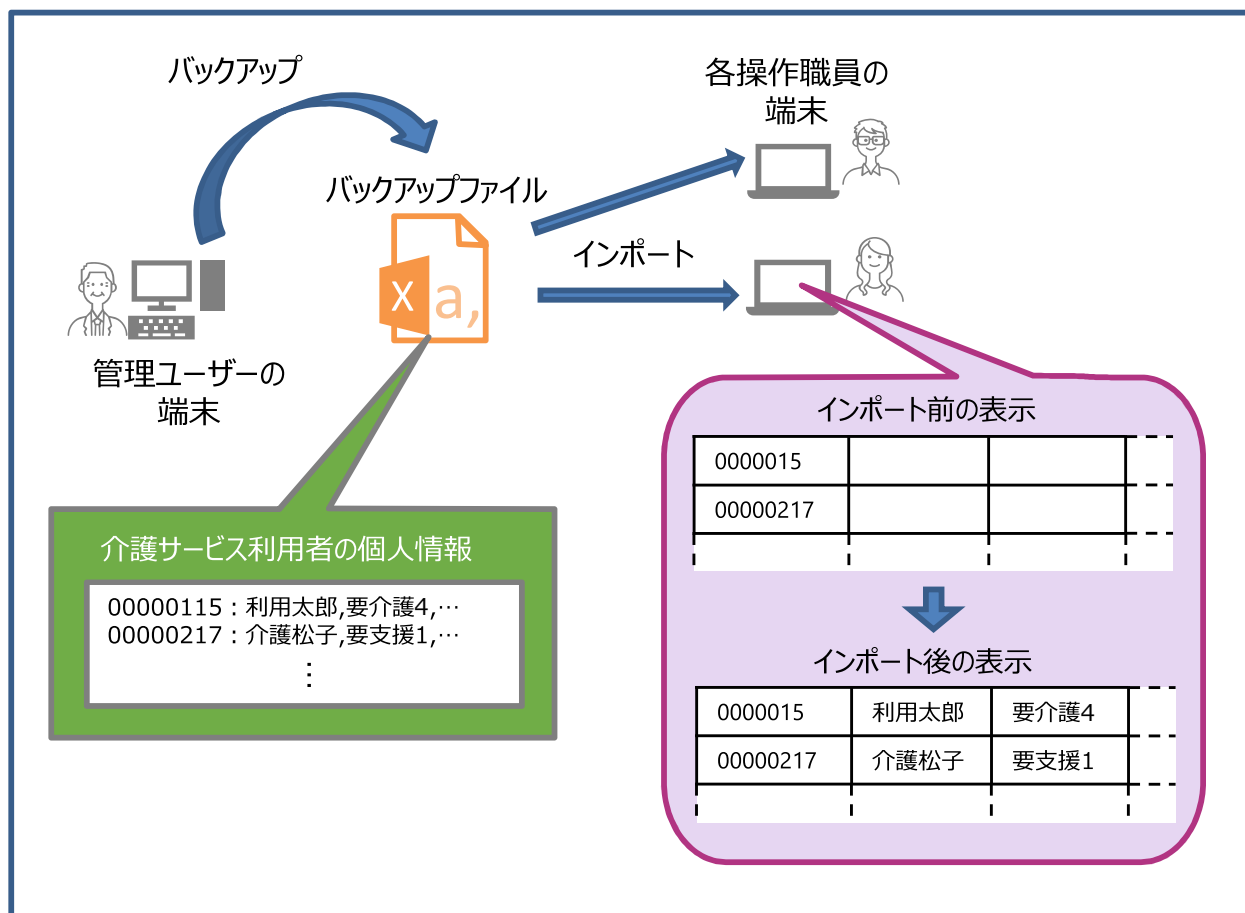 バックアップ
各操作職員の
端末
バックアップファイル
インポート
X a,
管理ユーザーの
端末
介護サービス利用者の個人情報
00000115：利用太郎,要介護4,…
00000217：介護松子,要支援1,…
⋮
インポート前の表示
0000015
00000217
インポート後の表示
0000015 利用太郎 要介護4
00000217 介護松子 要支援1